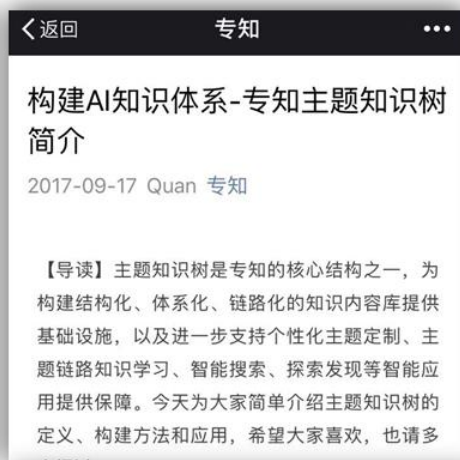 返回 专知
构建AI知识体系-专知主题知识树
简介
2017-09-17 Quan 专知
【导读】主题知识树是专知的核心结构之一，为
构建结构化、体系化、链路化的知识内容库提供
基础设施，以及进一步支持个性化主题定制、主
题链路知识学习、智能搜索、探索发现等智能应
用提供保障。今天为大家简单介绍主题知识树的
定义、构建方法和应用，希望大家喜欢，也请多